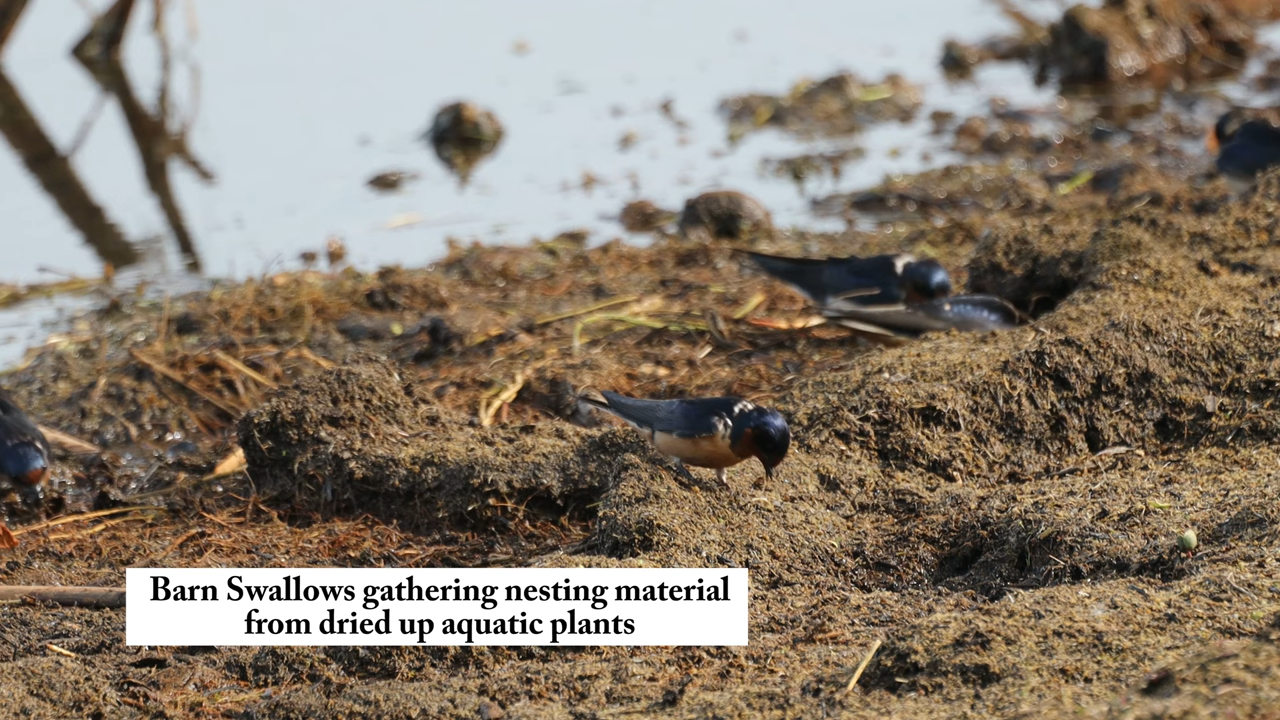 Barn Swallows gathering nesting material
from dried up aquatic plants